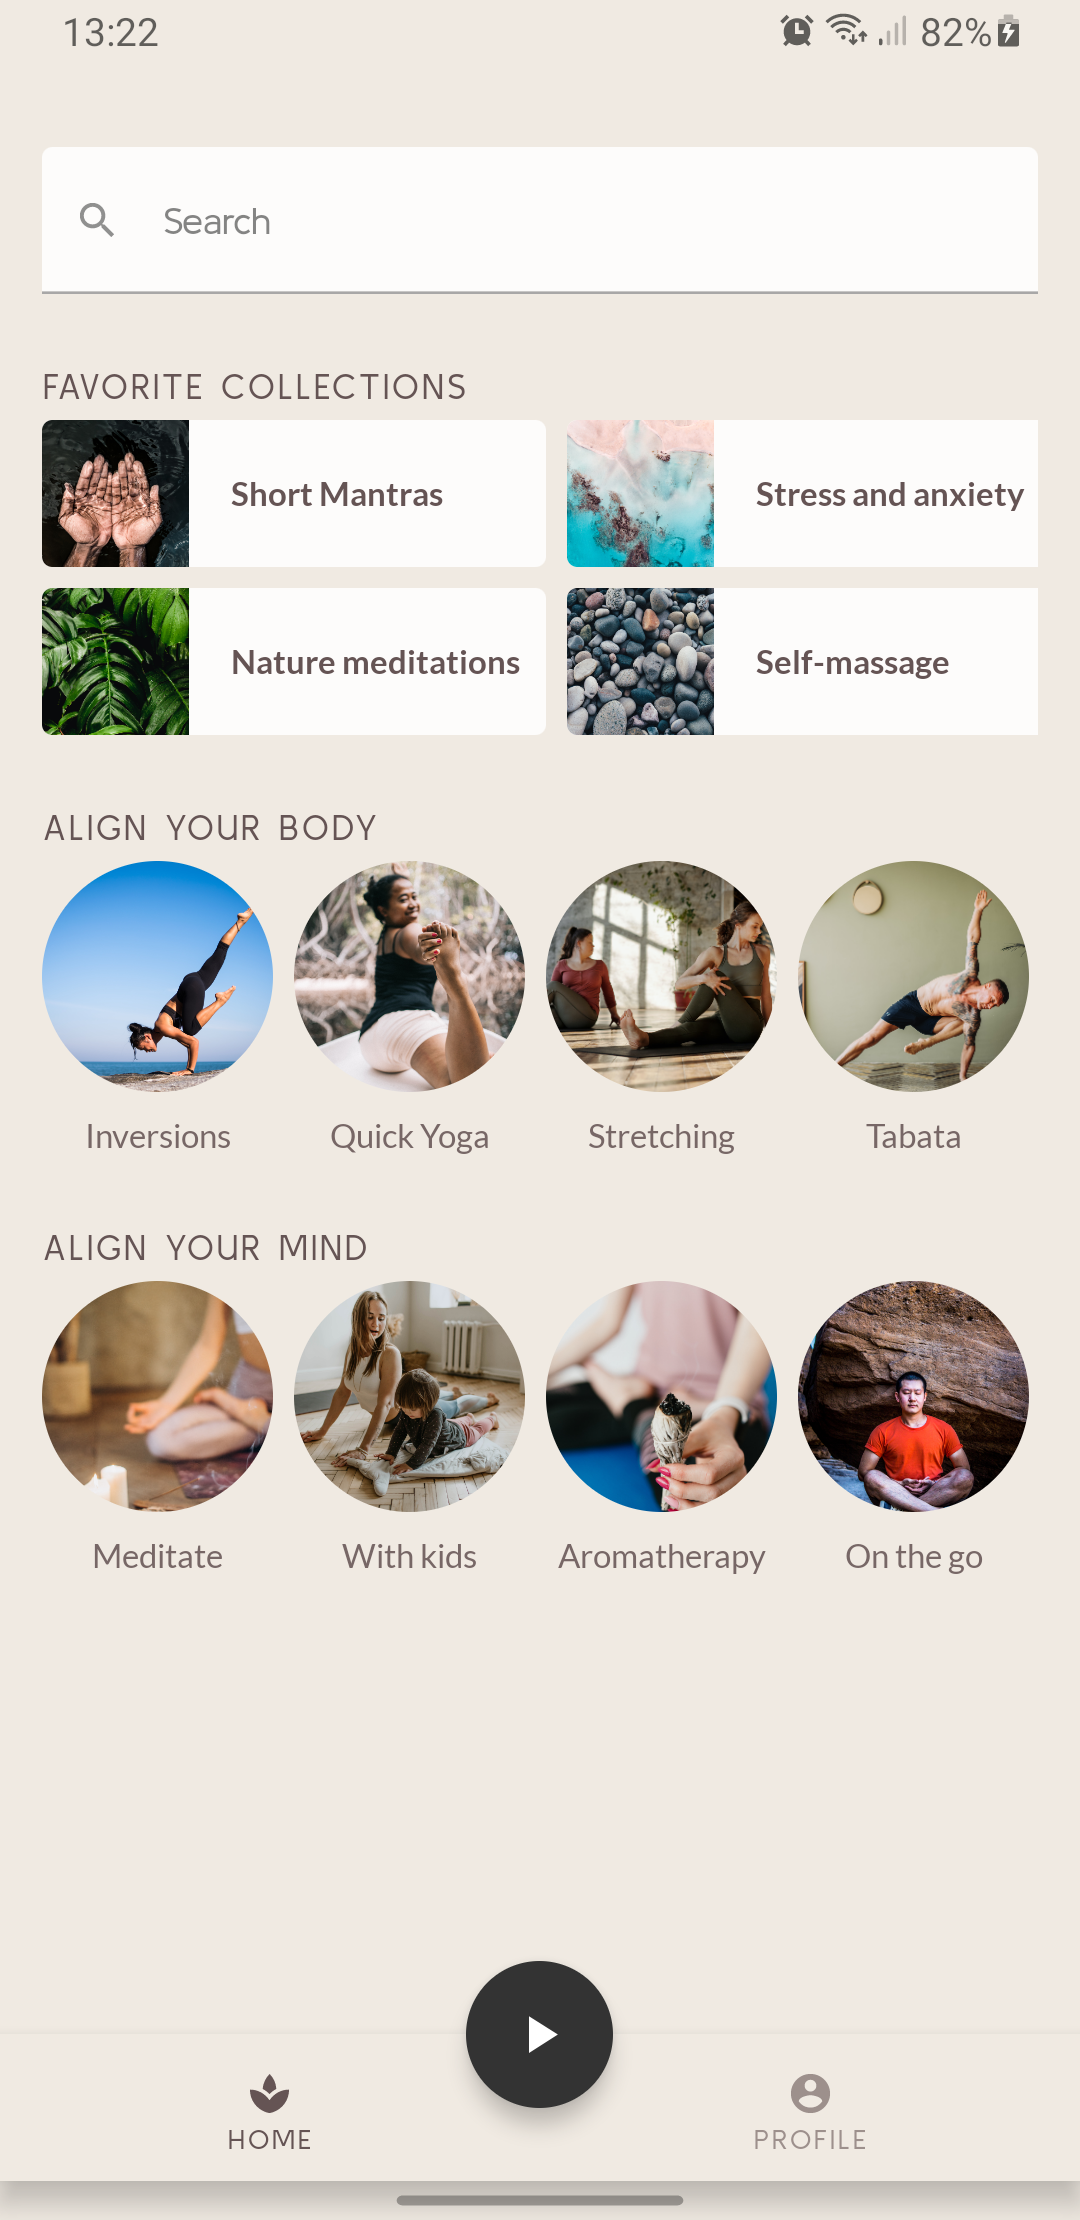 13:22
82%
Search
FAVORITE COLLECTIONS
Short Mantras
Stress and anxiety
Nature meditations
Self-massage
ALIGN YOUR BODY
Inversions
Quick Yoga
Stretching
Tabata
ALIGN YOUR MIND
Meditate
With kids
Aromatherapy
On the go
HOME
PROFILE